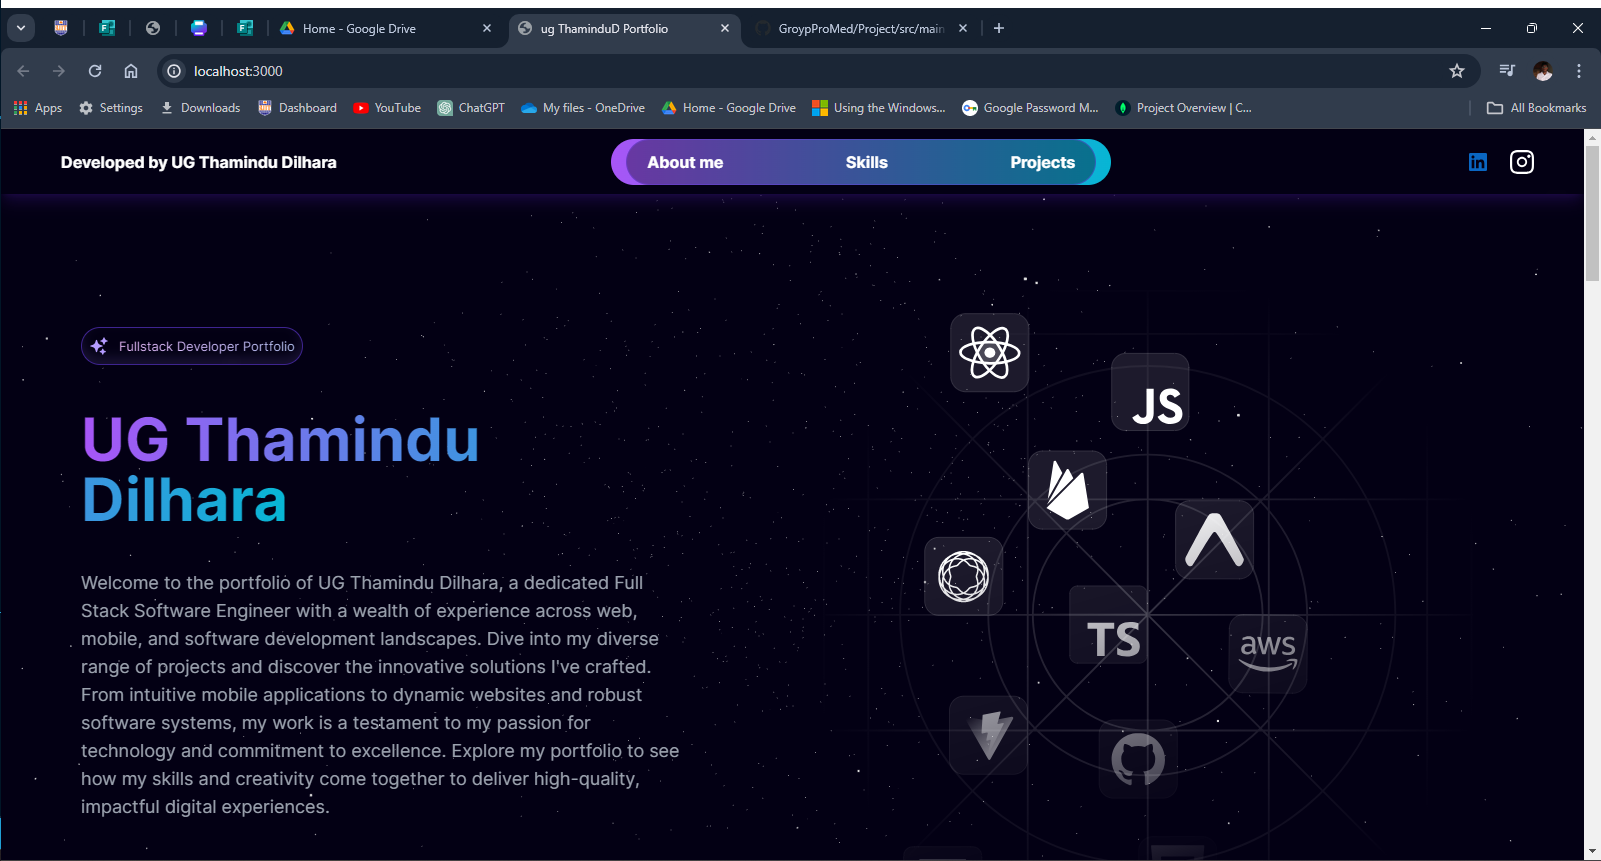 Home - Google Drive
ug ThaminduD Portfolio
GroypProMed/Project/src/main
localhost:3000
Apps
Settings
Downloads
Dashboard
YouTube
ChatGPT
My files - OneDrive
Home - Google Drive
Using the Windows...
Google Password M...
Project Overview | C...
All Bookmarks
Developed by UG Thamindu Dilhara
About me
Skills
Projects
in
Fullstack Developer Portfolio
UG Thamindu
Dilhara
Welcome to the portfolio of UG Thamindu Dilhara, a dedicated Full
Stack Software Engineer with a wealth of experience across web,
mobile, and software development landscapes. Dive into my diverse
range of projects and discover the innovative solutions I've crafted.
From intuitive mobile applications to dynamic websites and robust
software systems, my work is a testament to my passion for
technology and commitment to excellence. Explore my portfolio to see
how my skills and creativity come together to deliver high-quality,
impactful digital experiences.
JS
TS
aws